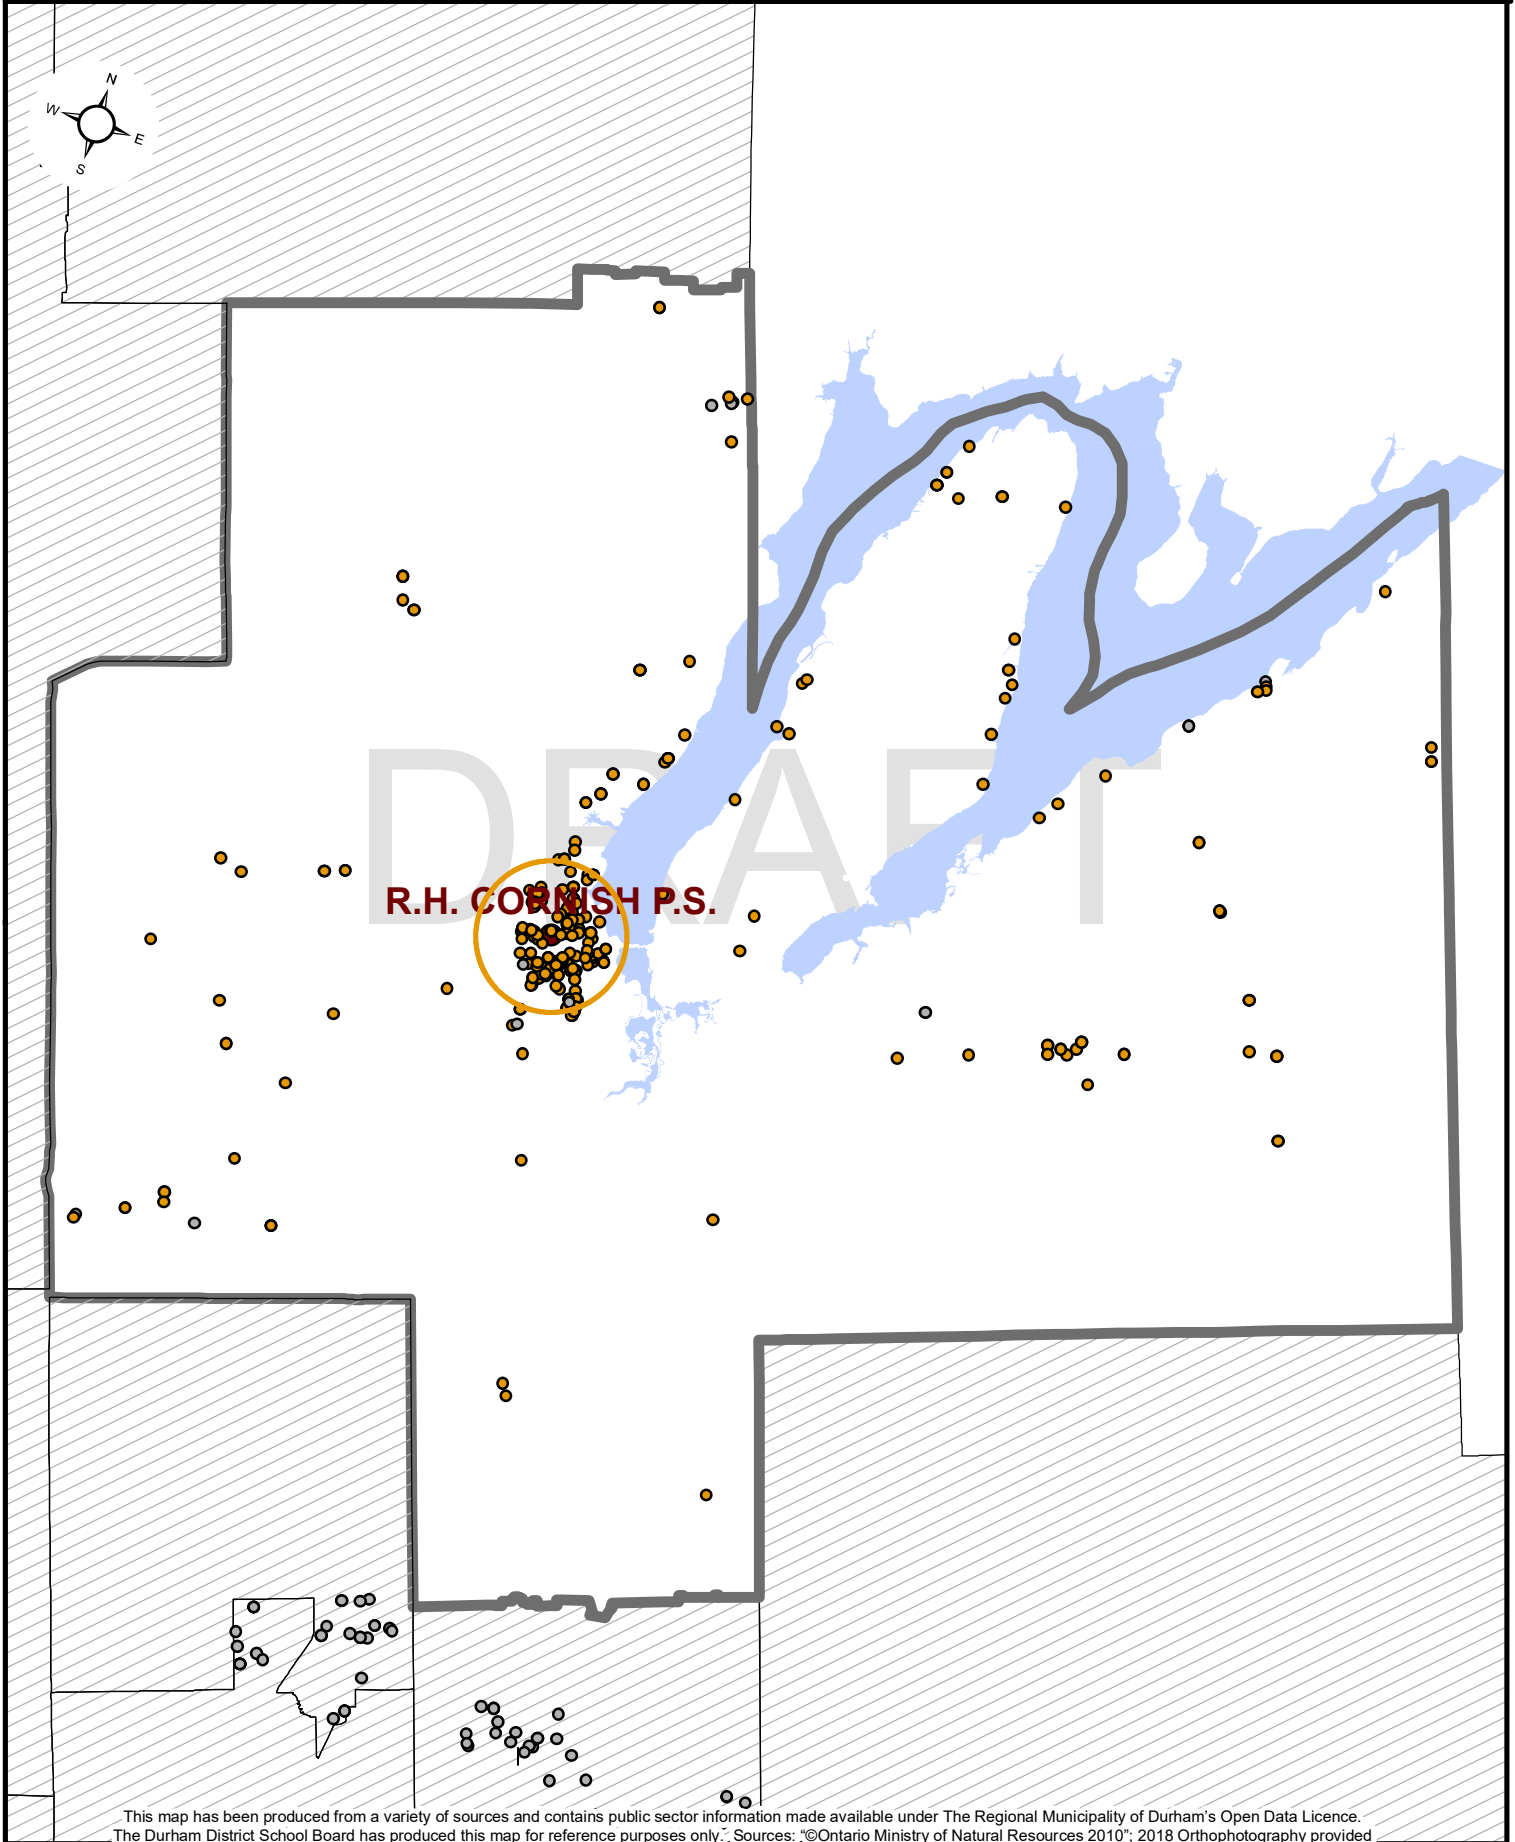 N
W
E
S
DRAFT
R.H. CORNISH P.S.
This map has been produced from a variety of sources and contains public sector information made available under The Regional Municipality of Durham's Open Data Licence.
The Durham District School Board has produced this map for reference purposes only. Sources: "©Ontario Ministry of Natural Resources 2010"; 2018 Orthophotography provided